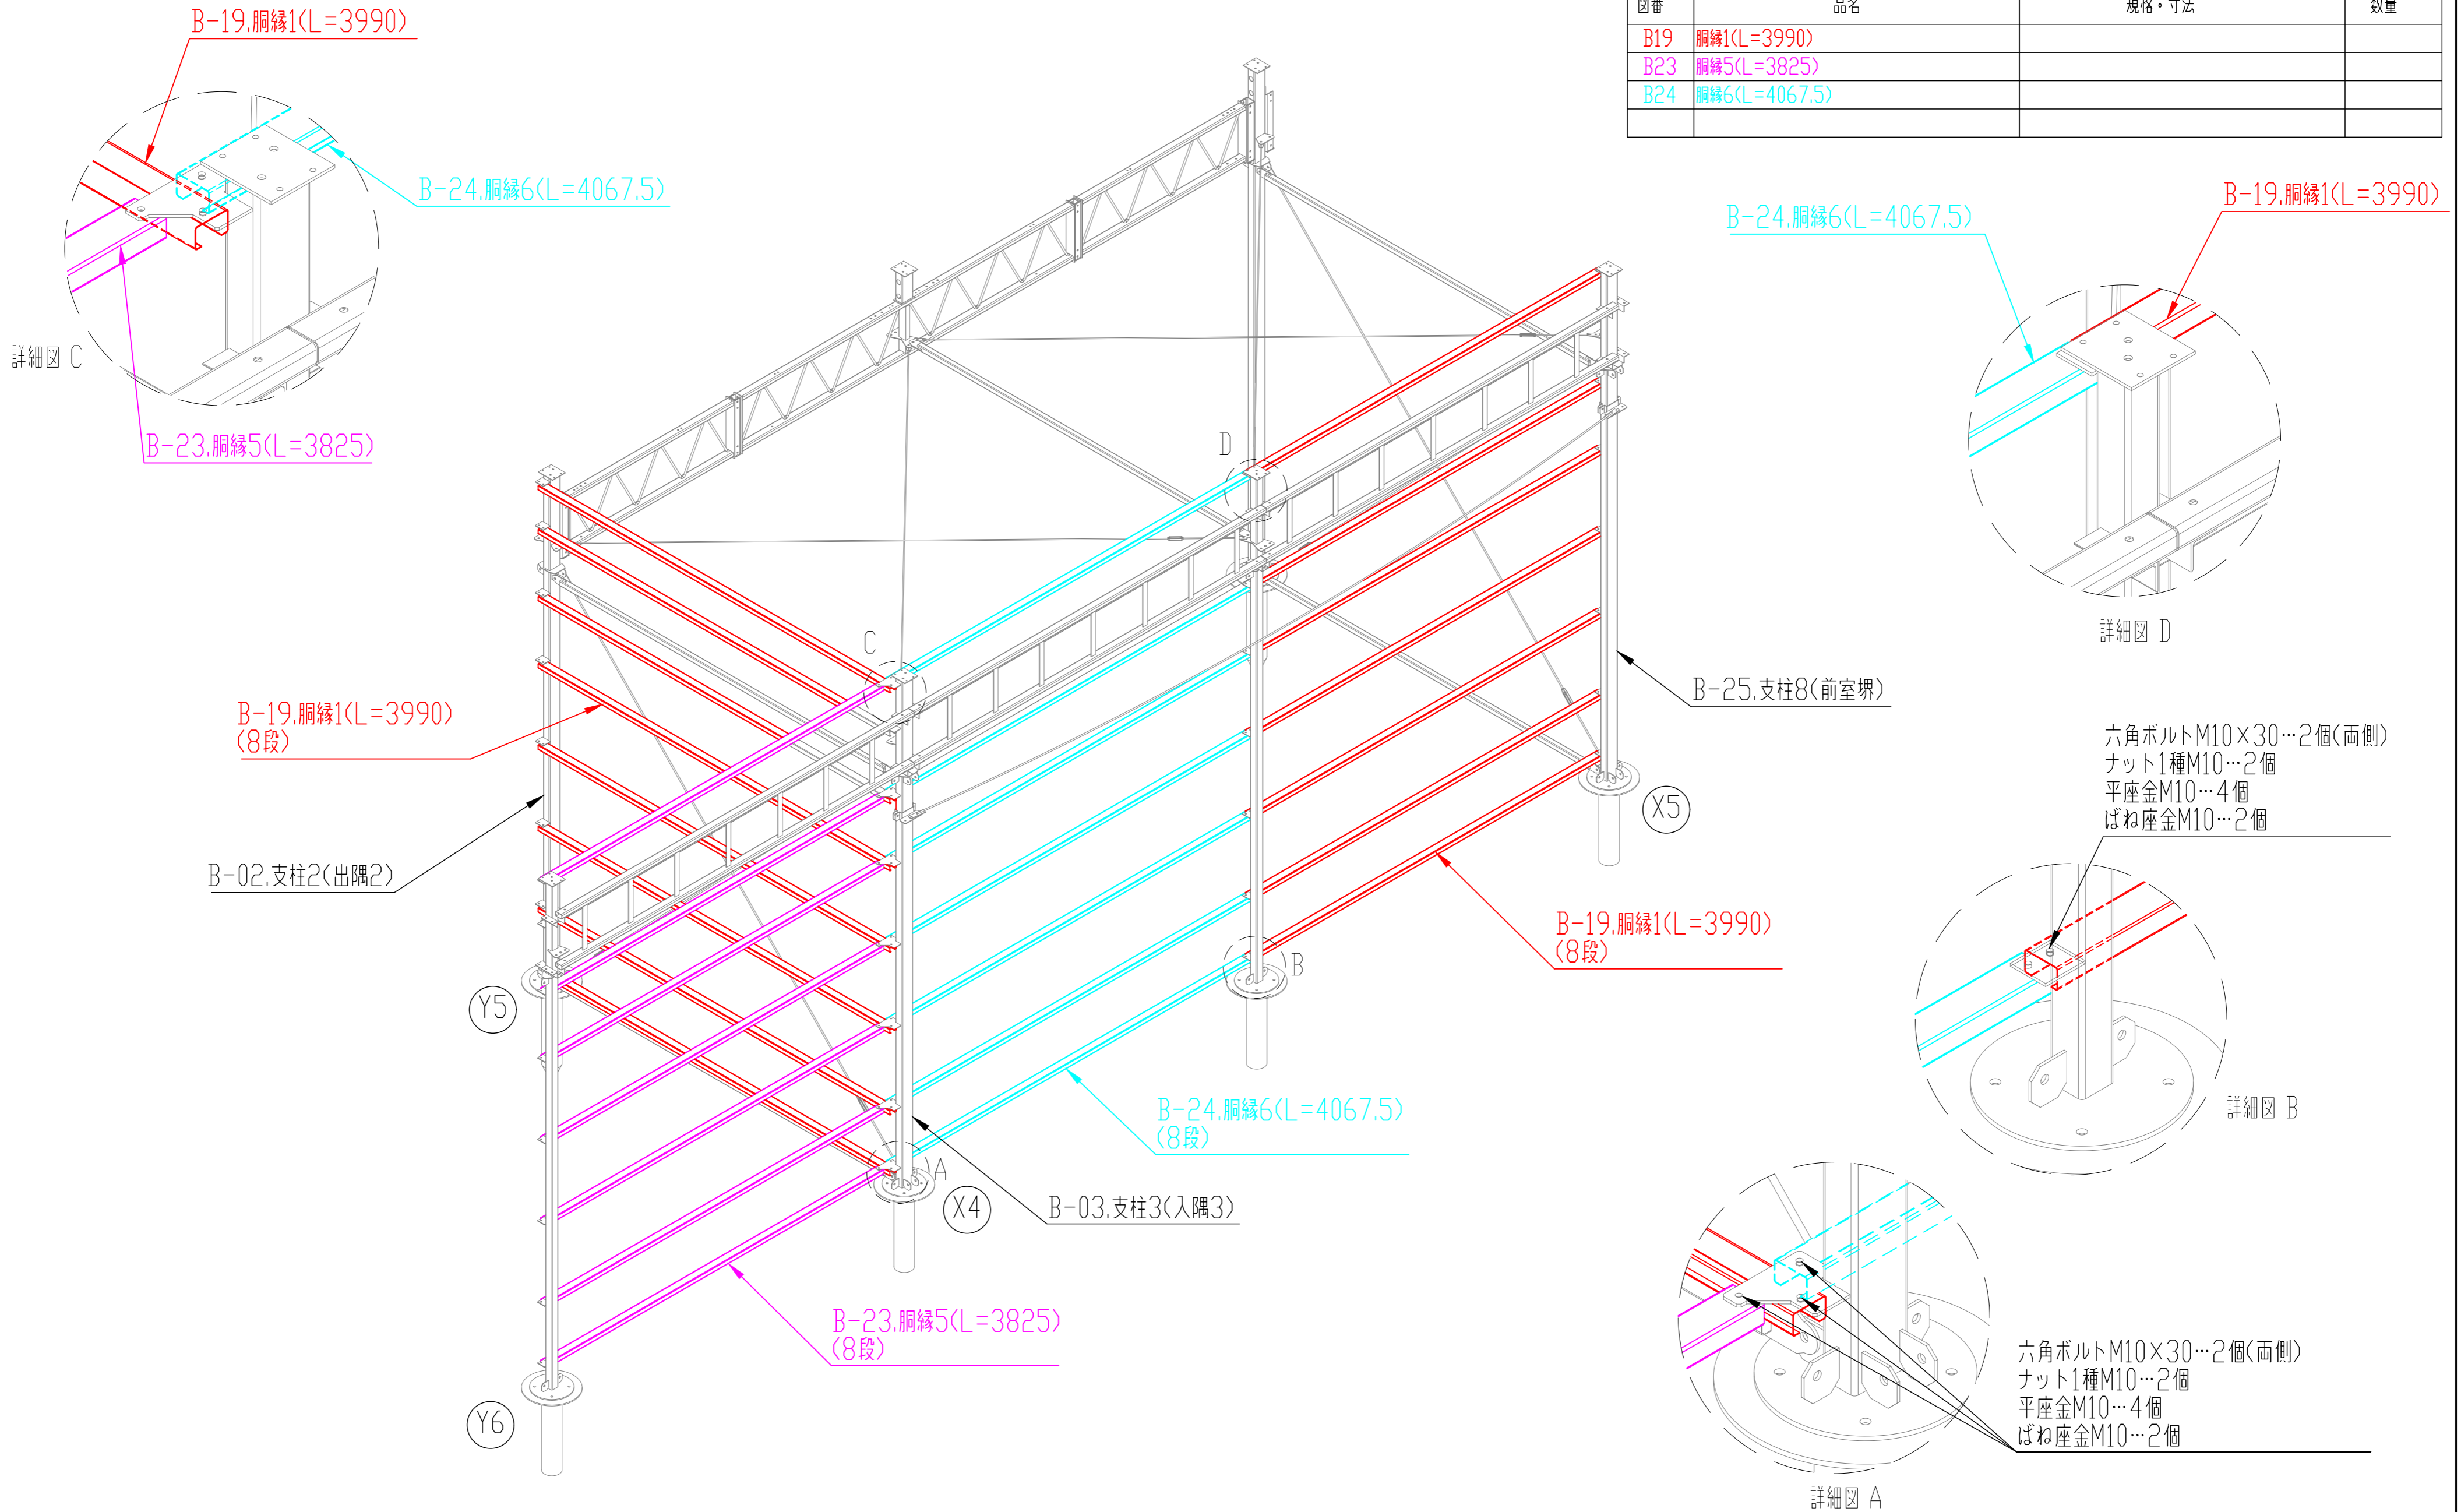 図番 品名 規格・寸法 数量
B19 胴縁1(L=3990)
B23 胴縁5(L=3825)
B24 胴縁6(L=4067.5)
B-19.胴縁1(L=3990)
B-24.胴縁6(L=4067.5)
詳細図 C
B-23.胴縁5(L=3825)
B-24.胴縁6(L=4067.5)
B-19.胴縁1(L=3990)
詳細図 D
D
C
B-19.胴縁1(L=3990)
(8段)
B-25.支柱8(前室堺)
X5
六角ボルトM10×30…2個(両側)
ナット1種M10…2個
平座金M10…4個
ばね座金M10…2個
B-02.支柱2(出隅2)
B-19.胴縁1(L=3990)
(8段)
B
Y5
詳細図 B
B-24.胴縁6(L=4067.5)
(8段)
A
X4
B-03.支柱3(入隅3)
B-23.胴縁5(L=3825)
(8段)
Y6
六角ボルトM10×30…2個(両側)
ナット1種M10…2個
平座金M10…4個
ばね座金M10…2個
詳細図 A